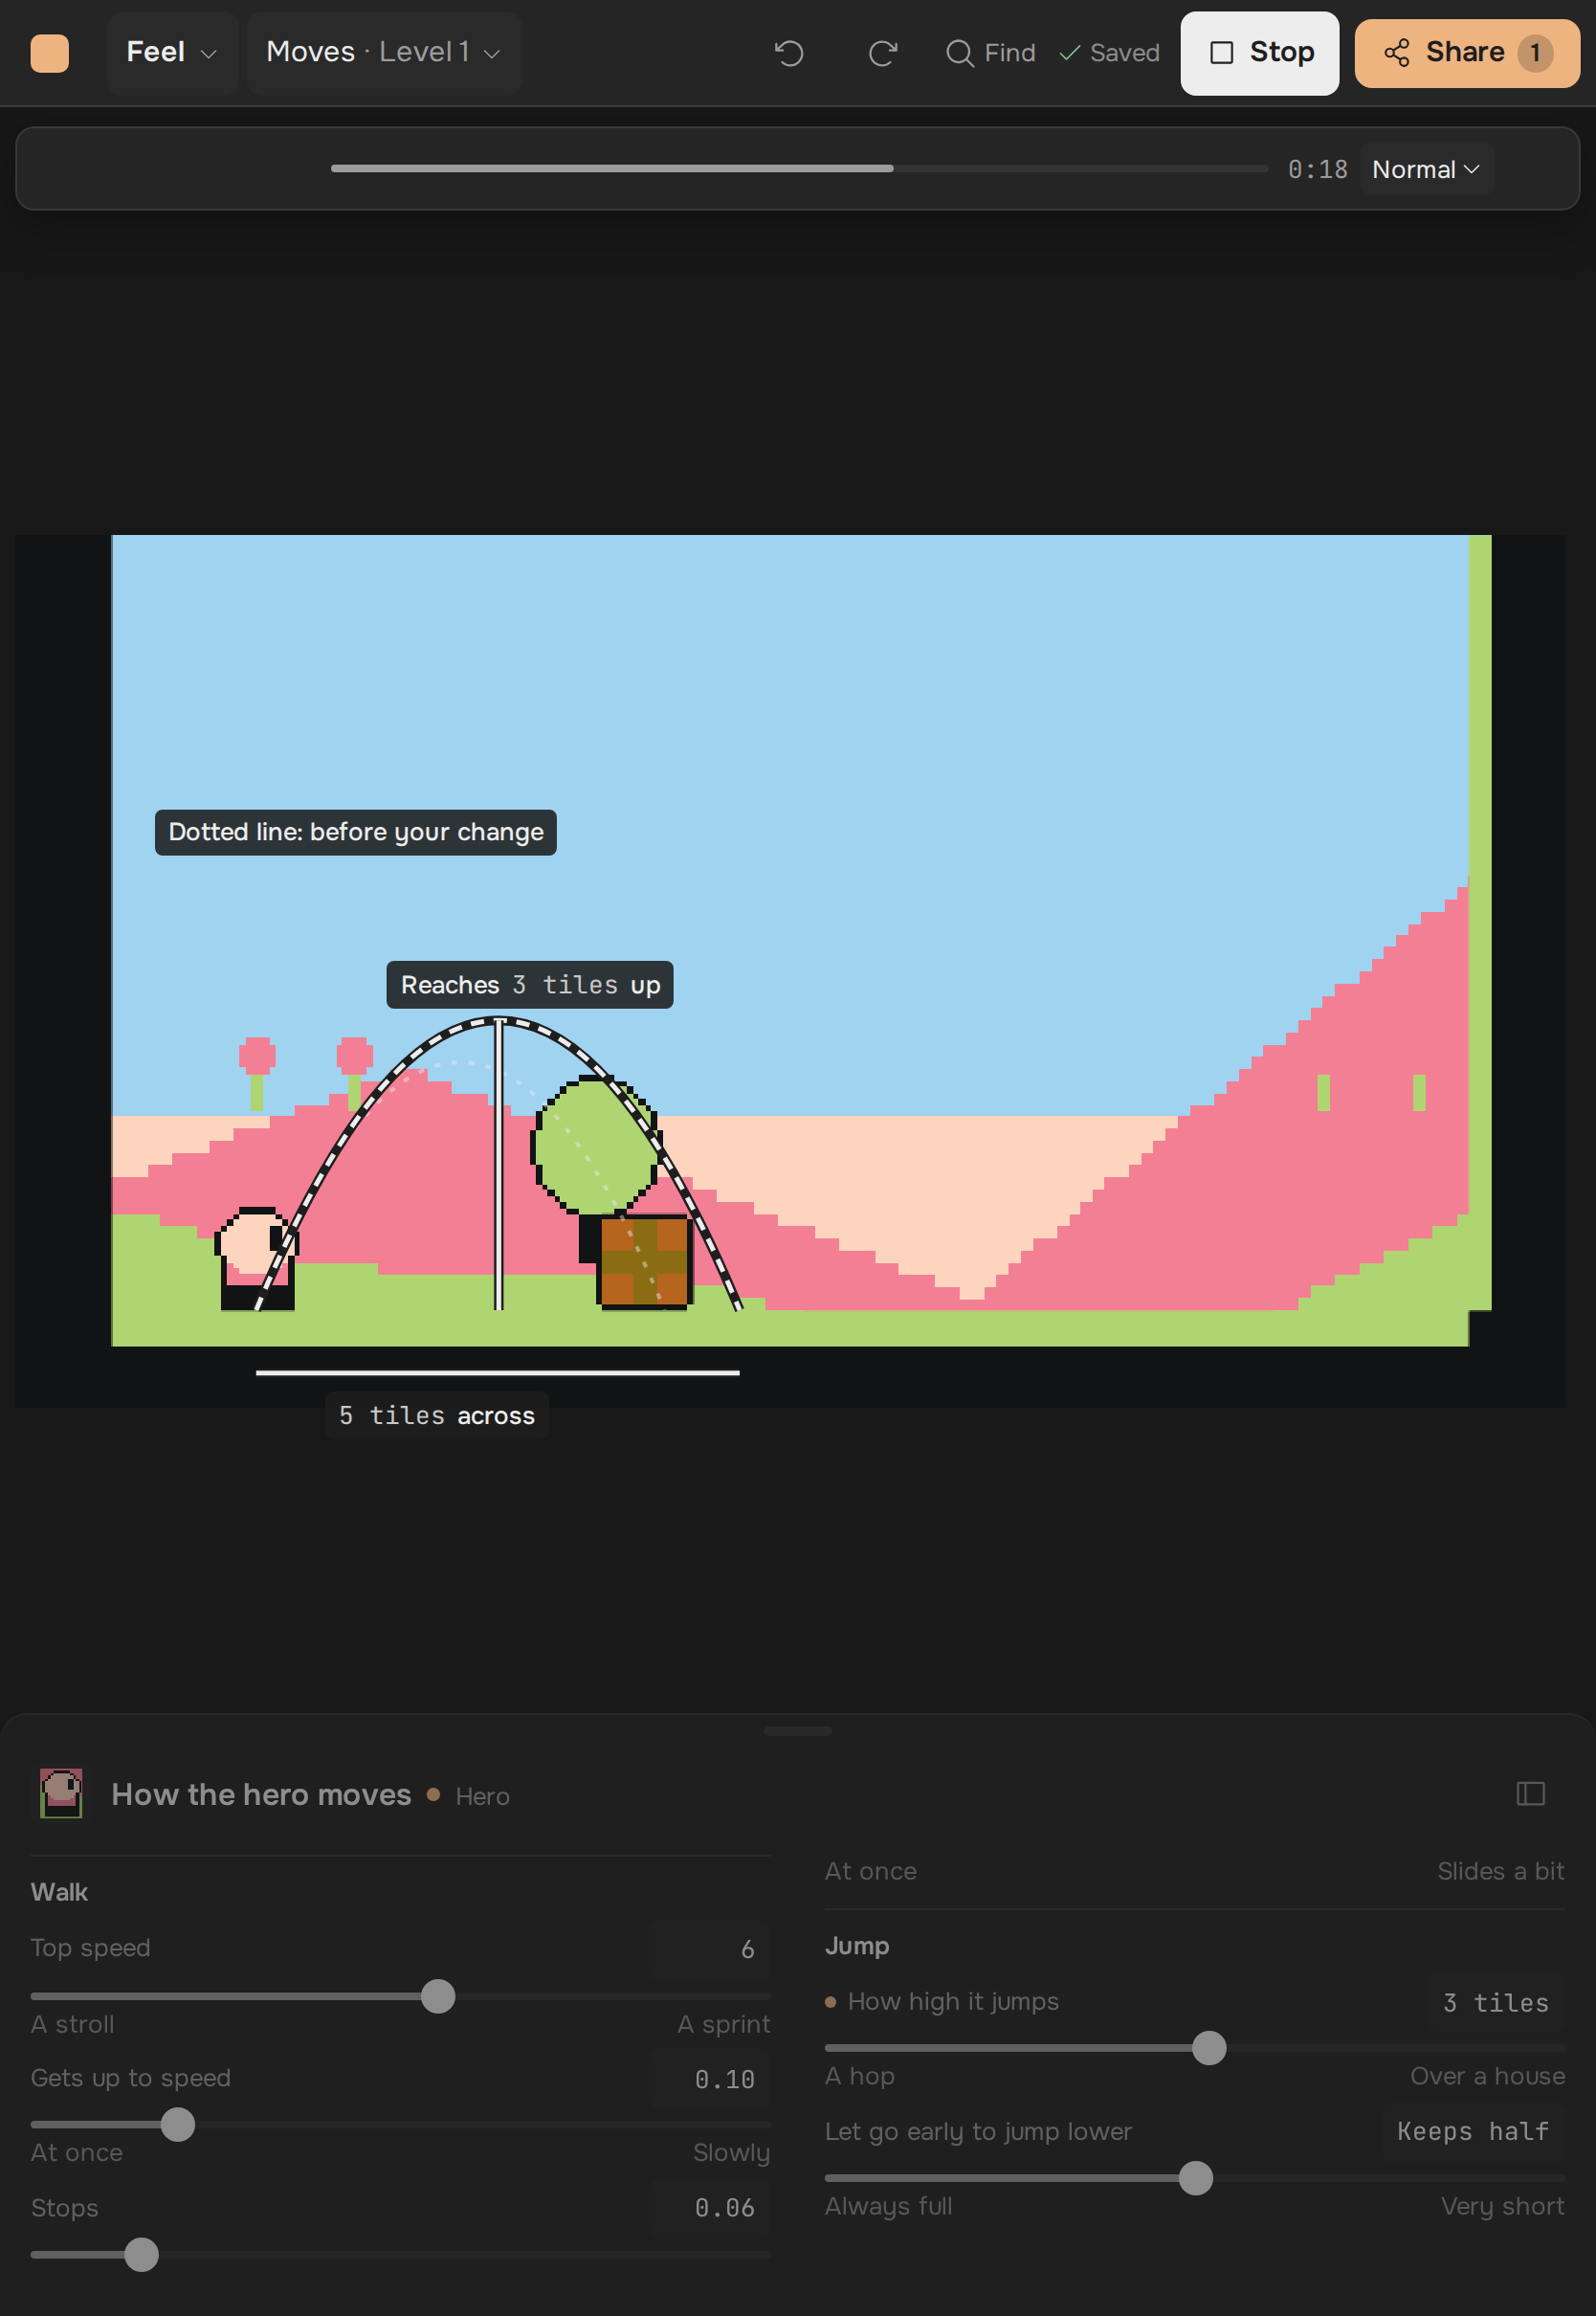 Feel
Moves · Level 1
Find
Saved
Stop
Share 1
0:18
Normal
Dotted line: before your change
Reaches 3 tiles up
5 tiles across
How the hero moves
Hero
Walk
Top speed
6
A stroll
A sprint
Gets up to speed
0.10
At once
Slowly
Stops
0.06
At once
Slides a bit
Jump
How high it jumps
3 tiles
A hop
Over a house
Let go early to jump lower
Keeps half
Always full
Very short